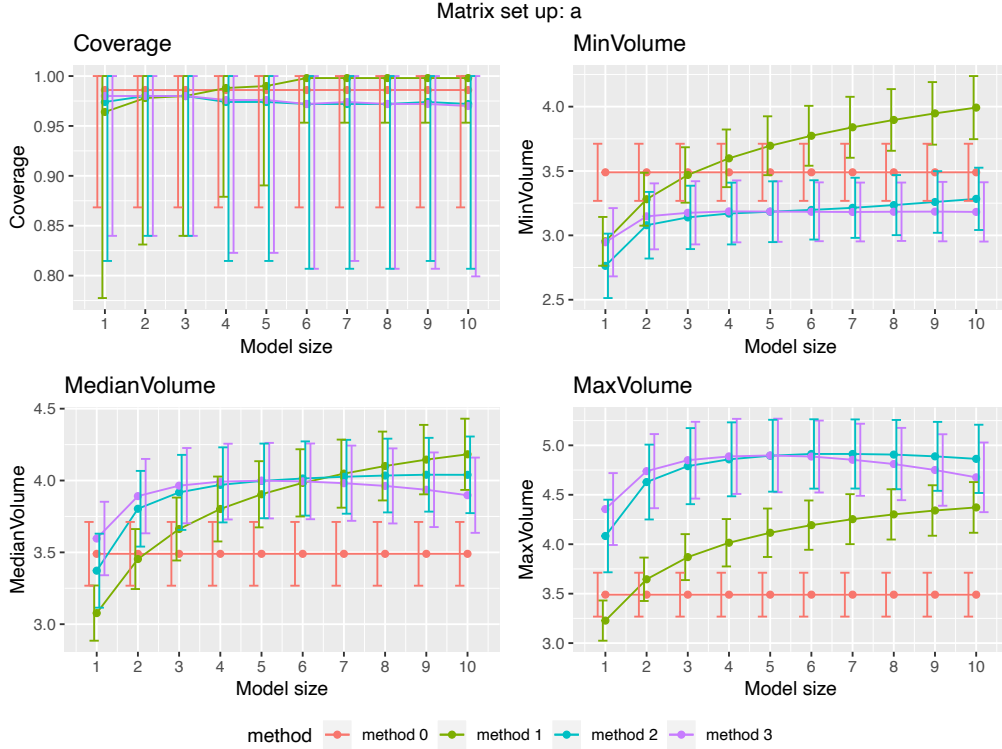 Matrix set up: a
Coverage
MinVolume
Coverage
1.00
0.95
0.90
0.85
0.80
1 2 3 4 5 6 7 8 9 10
Model size
MinVolume
4.0
3.5
3.0
2.5
1 2 3 4 5 6 7 8 9 10
Model size
MedianVolume
MaxVolume
MedianVolume
4.5
4.0
3.5
3.0
1 2 3 4 5 6 7 8 9 10
Model size
MaxVolume
5.0
4.5
4.0
3.5
3.0
1 2 3 4 5 6 7 8 9 10
Model size
method method 0 method 1 method 2 method 3